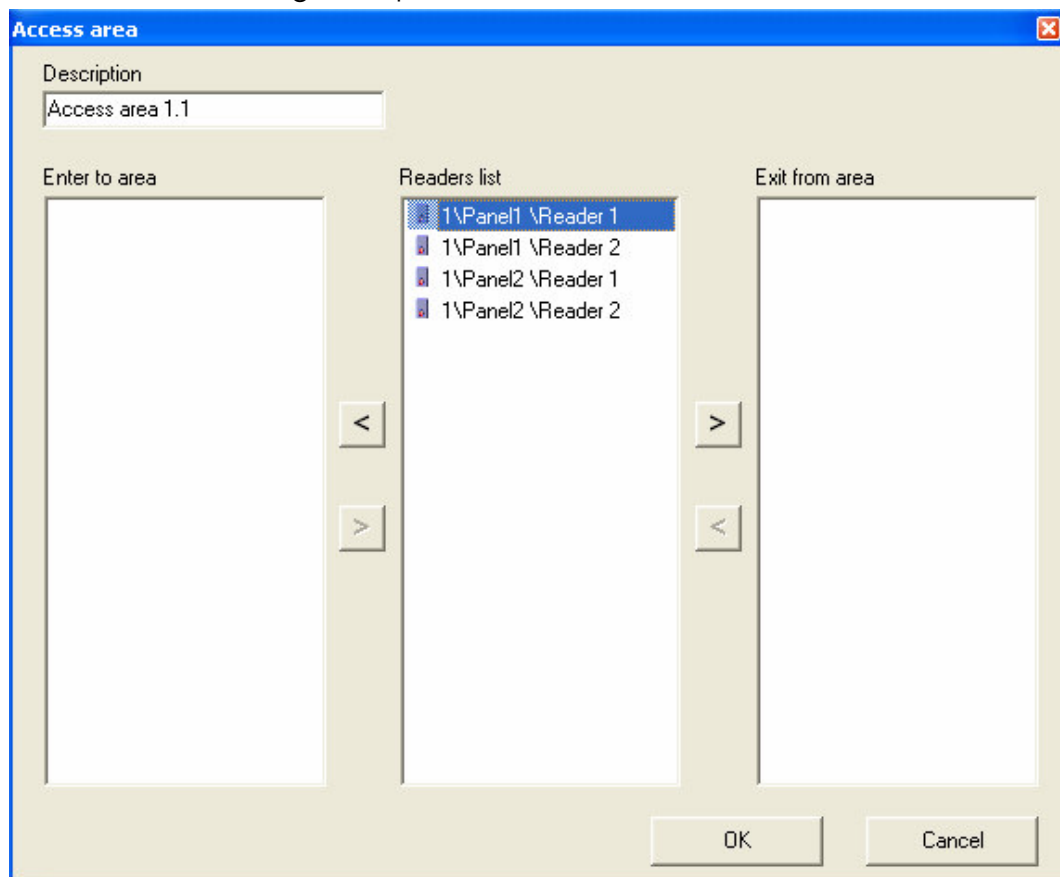 Access area
Description
Access area 1.1
Enter to area
Readers list
Exit from area
1\Panel1 \Reader 1
1\Panel1 \Reader 2
1\Panel2 \Reader 1
1\Panel2 \Reader 2
<
>
>
<
OK
Cancel